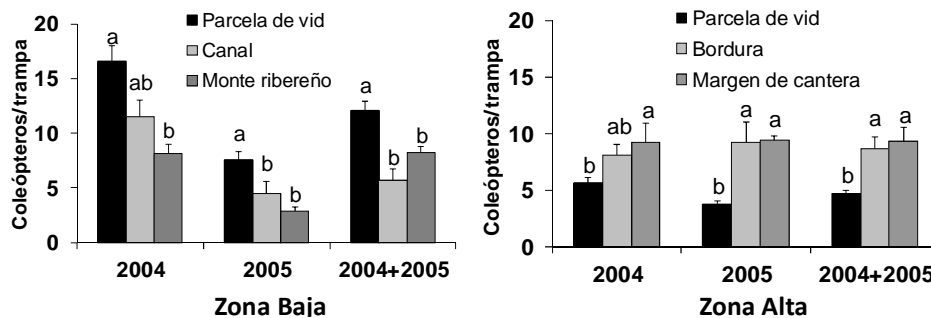 20
15
10
5
0
Coleópteros/trampa
Parcela de vid
Canal
Monte ribereño
a
ab
b
a
b
b
a
b
b
2004
2005
2004+2005
Zona Baja
20
15
10
5
0
Coleópteros/trampa
Parcela de vid
Bordura
Margen de cantera
b
ab
a
b
a
a
b
a
a
2004
2005
2004+2005
Zona Alta